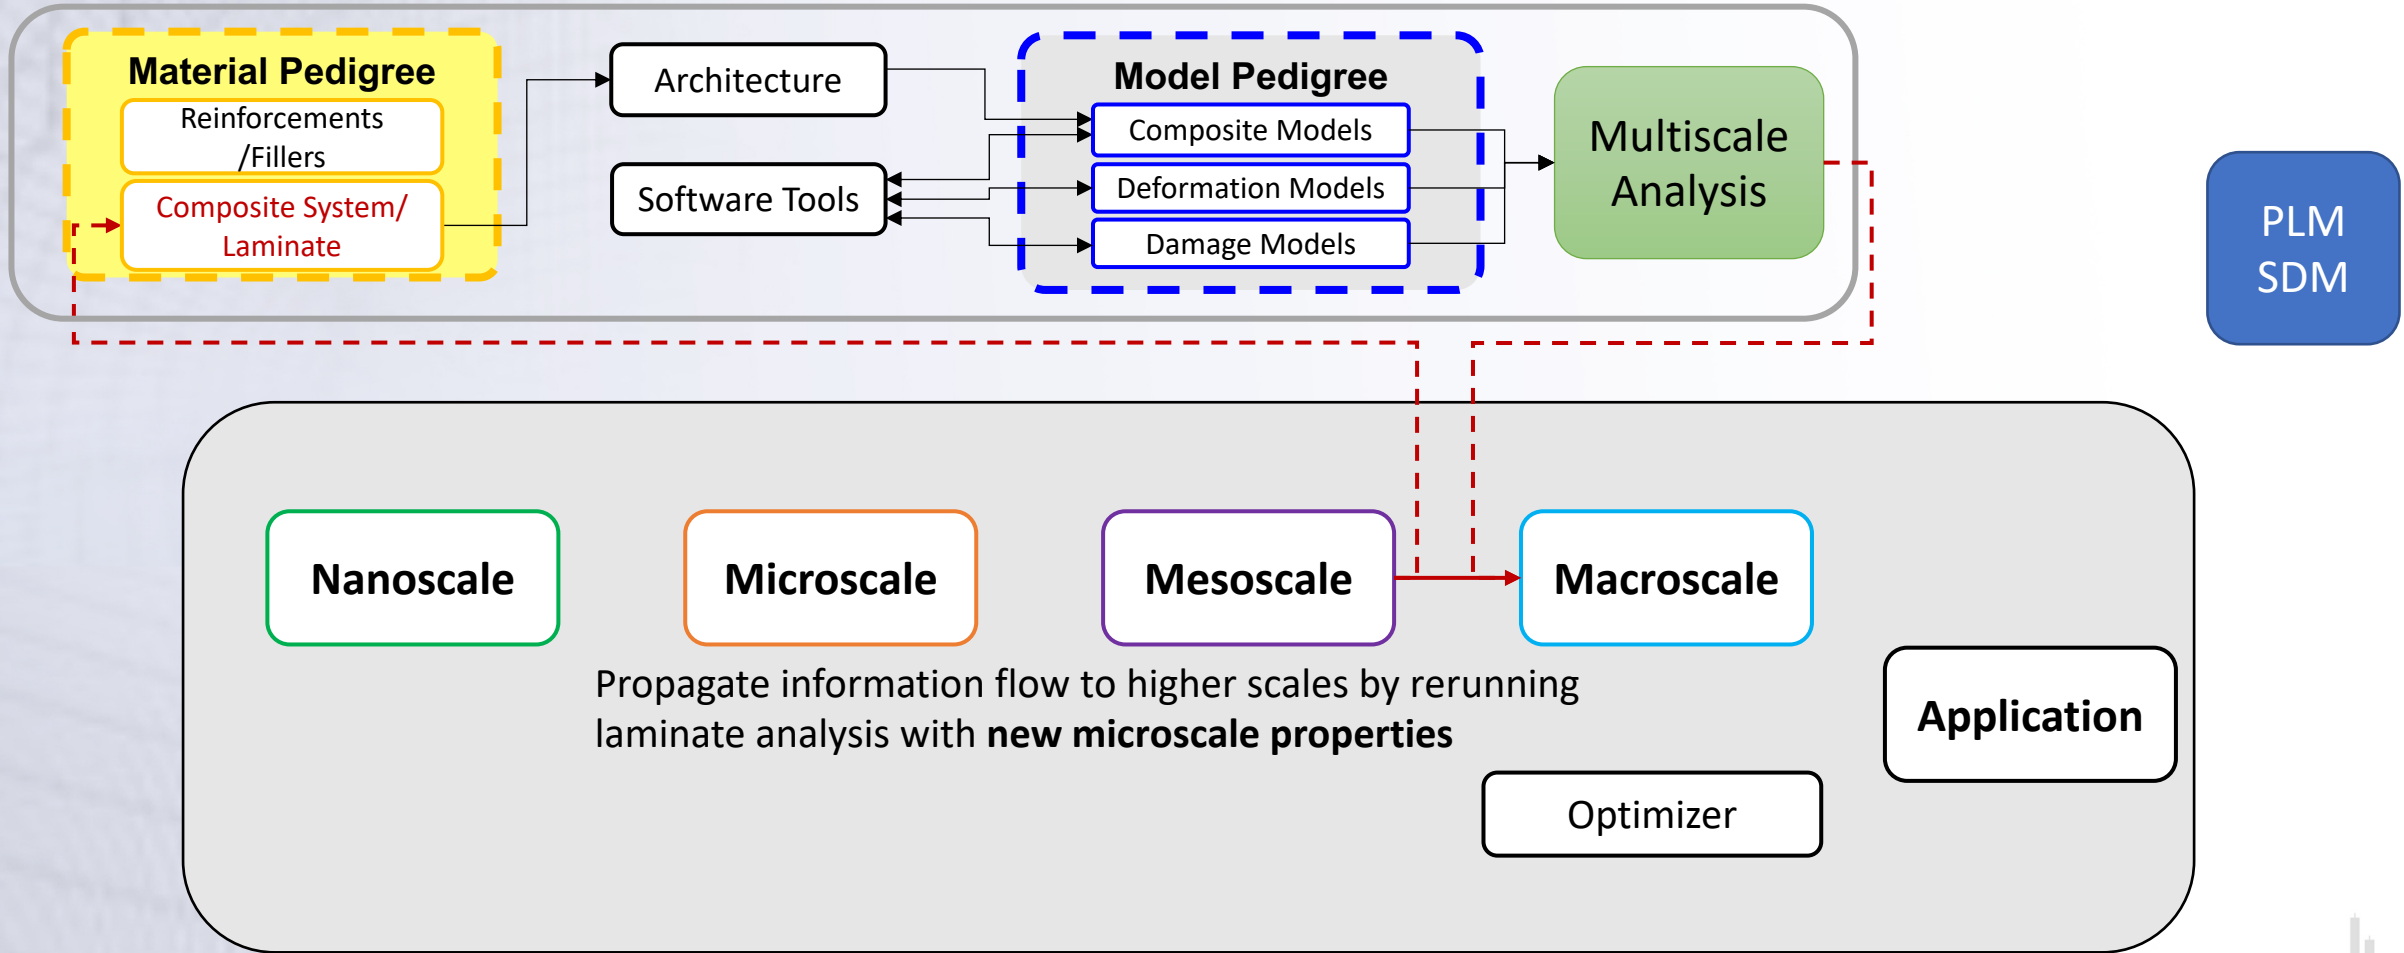 Material Pedigree
Reinforcements
/Fillers
Composite System/
Laminate
Architecture
Software Tools
Model Pedigree
Composite Models
Deformation Models
Damage Models
Multiscale
Analysis
PLM
SDM
Nanoscale
Microscale
Mesoscale
Macroscale
Propagate information flow to higher scales by rerunning
laminate analysis with new microscale properties
Application
Optimizer